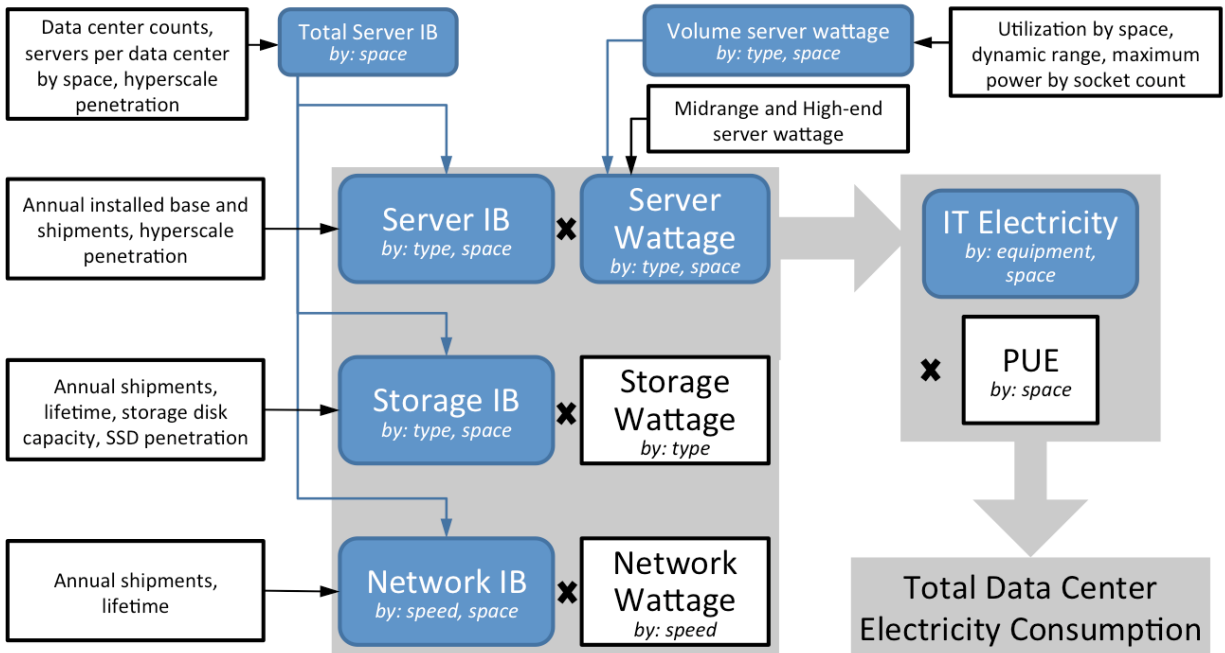 Data center counts,
servers per data center
by space, hyperscale
penetration
Total Server IB
by: space
Volume server wattage
by: type, space
Utilization by space,
dynamic range, maximum
power by socket count
Midrange and High-end
server wattage
Annual installed base and
shipments, hyperscale
penetration
Server IB
by: type, space
✖
Server
Wattage
by: type, space
IT Electricity
by: equipment,
space
✖
PUE
by: space
Annual shipments,
lifetime, storage disk
capacity, SSD penetration
Storage IB
by: type, space
✖
Storage
Wattage
by: type
Annual shipments,
lifetime
Network IB
by: speed, space
✖
Network
Wattage
by: speed
Total Data Center
Electricity Consumption